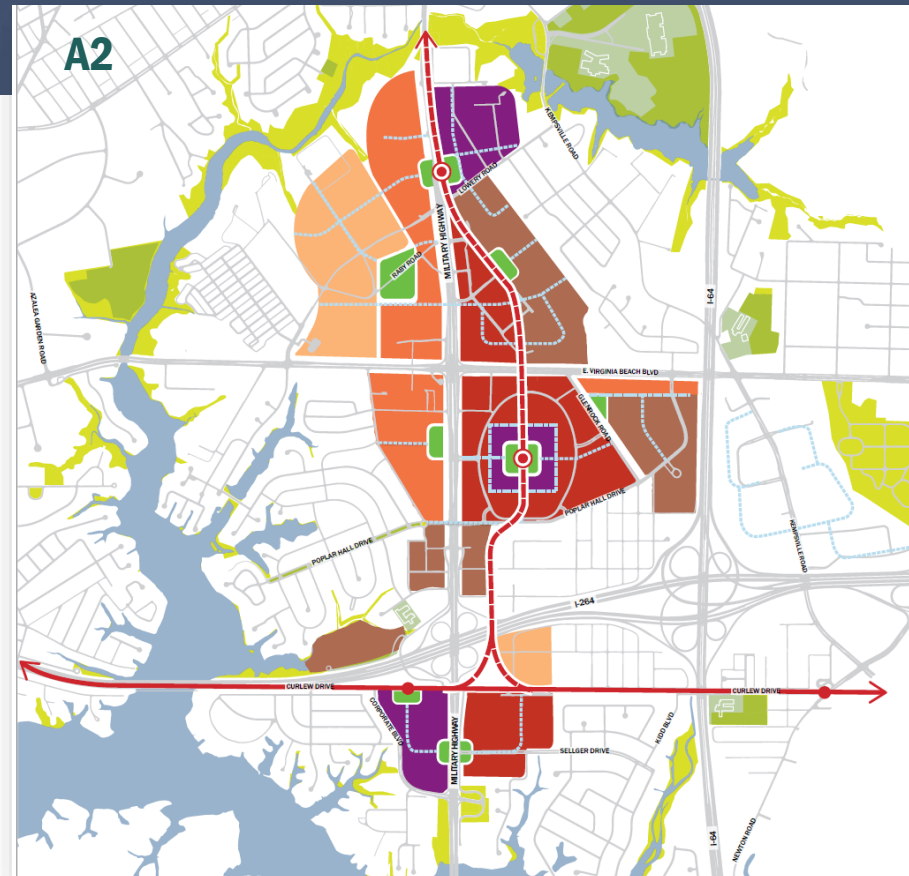 A2
KEMPSVILLE ROAD
LOWERY ROAD
MILITARY HIGHWAY
RABY ROAD
I-64
AZALEA GARDEN ROAD
E. VIRGINIA BEACH BLVD
GLENROCK ROAD
POPLAR HALL DRIVE
POPLAR HALL DRIVE
KEMPSVILLE ROAD
I-264
CURLEW DRIVE
CURLEW DRIVE
CORPORATE BLVD
MILITARY HIGHWAY
KIDD BLVD
SELLGER DRIVE
I-64
NEWTON ROAD